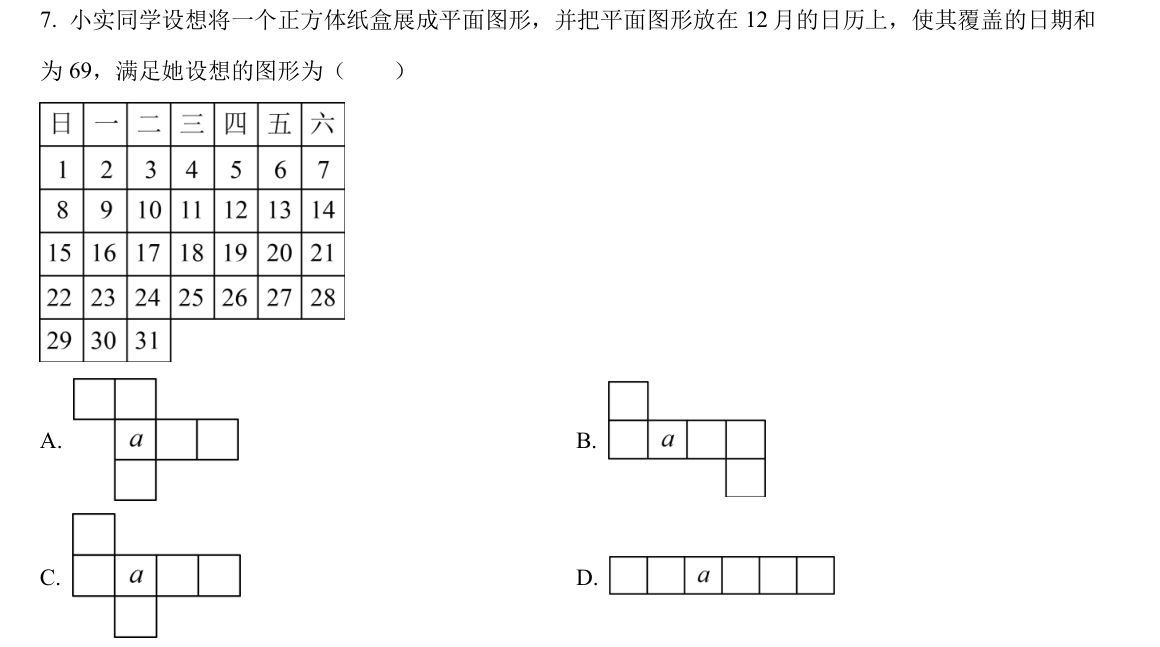 7. 小实同学设想将一个正方体纸盒展成平面图形，并把平面图形放在 12 月的日历上，使其覆盖的日期和
为 69，满足她设想的图形为（　　）
日 一 二 三 四 五 六
1 2 3 4 5 6 7
8 9 10 11 12 13 14
15 16 17 18 19 20 21
22 23 24 25 26 27 28
29 30 31
A. a
B. a
C. a
D. a